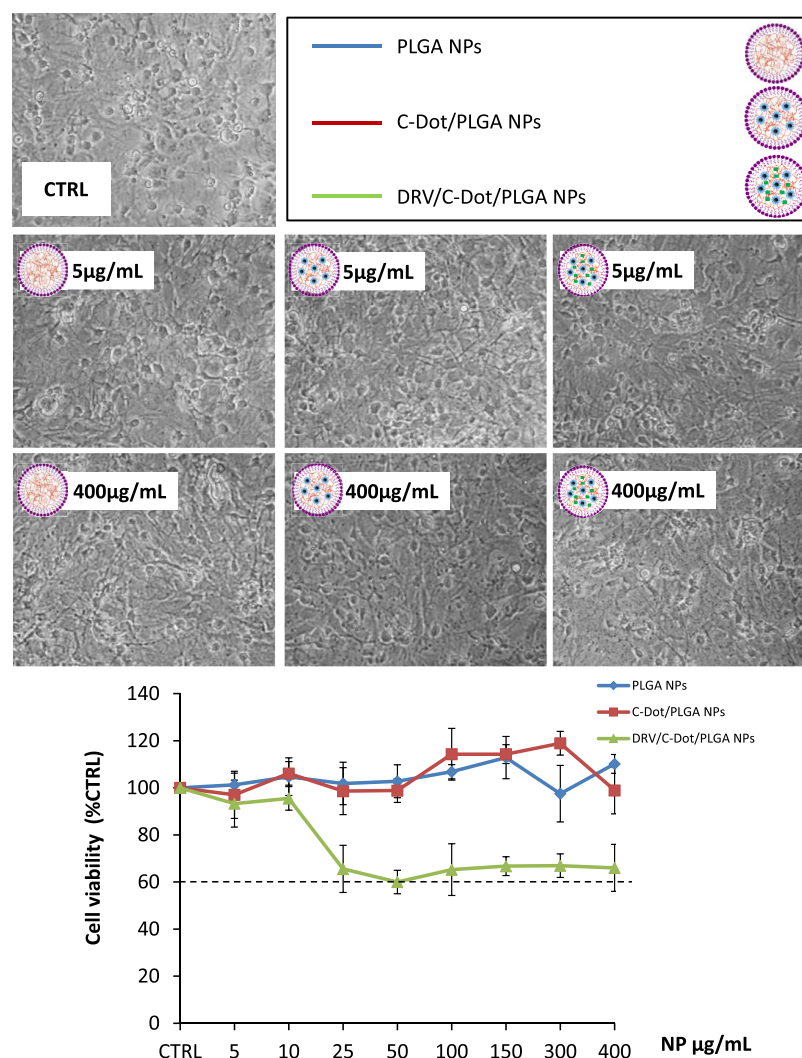 CTRL
PLGA NPs
C-Dot/PLGA NPs
DRV/C-Dot/PLGA NPs
5µg/mL
5µg/mL
5µg/mL
400µg/mL
400µg/mL
400µg/mL
PLGA NPs
C-Dot/PLGA NPs
DRV/C-Dot/PLGA NPs
Cell viability (%CTRL)
140
120
100
80
60
40
20
0
CTRL 5 10 25 50 100 150 300 400
NP µg/mL